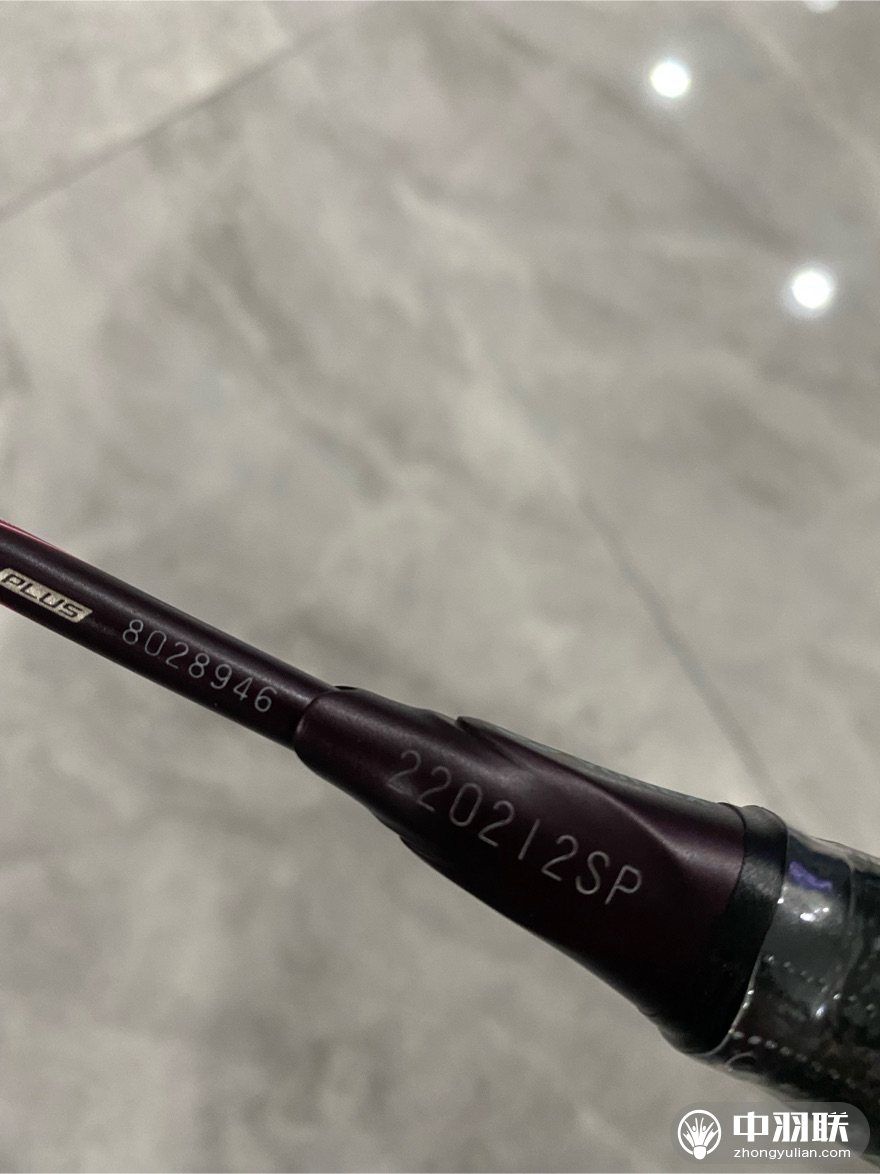 PLUS
8028946
220212SP
中羽联
zhongyulian.com